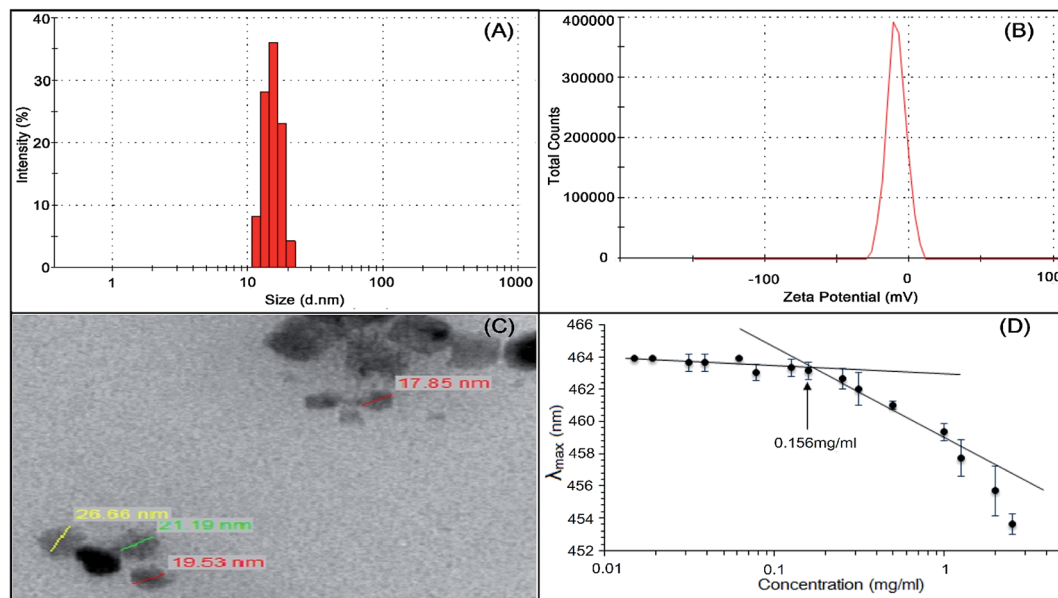 (A)
40
30
20
10
0
Intensity (%)
1
10
100
1000
Size (d.nm)
(B)
400000
300000
200000
100000
0
Total Counts
-100
0
100
Zeta Potential (mV)
(C)
17.85 nm
26.66 nm
21.19 nm
19.53 nm
(D)
466
464
462
460
458
456
454
452
λmax (nm)
0.156mg/ml
0.01
0.1
1
10
Concentration (mg/ml)